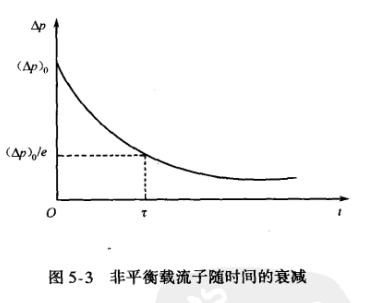 Δp
(Δp)₀
(Δp)₀/e
O
τ
t
图 5-3 非平衡载流子随时间的衰减